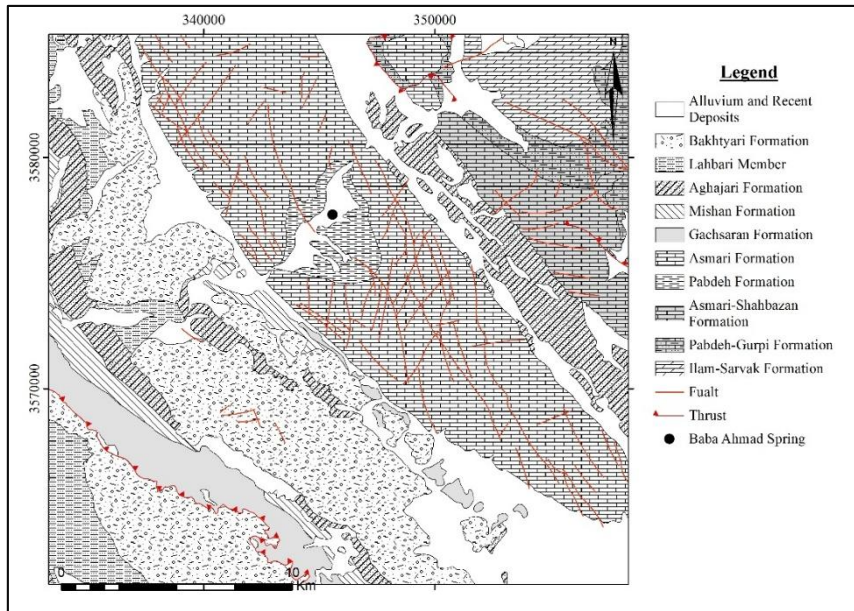 340000
350000
N
3580000
3570000
0
10
Km
Legend
Alluvium and Recent
Deposits
Bakhtyari Formation
Lahbari Member
Aghajari Formation
Mishan Formation
Gachsaran Formation
Asmari Formation
Pabdeh Formation
Asmari-Shahbazan
Formation
Pabdeh-Gurpi Formation
Ilam-Sarvak Formation
Fualt
Thrust
Baba Ahmad Spring